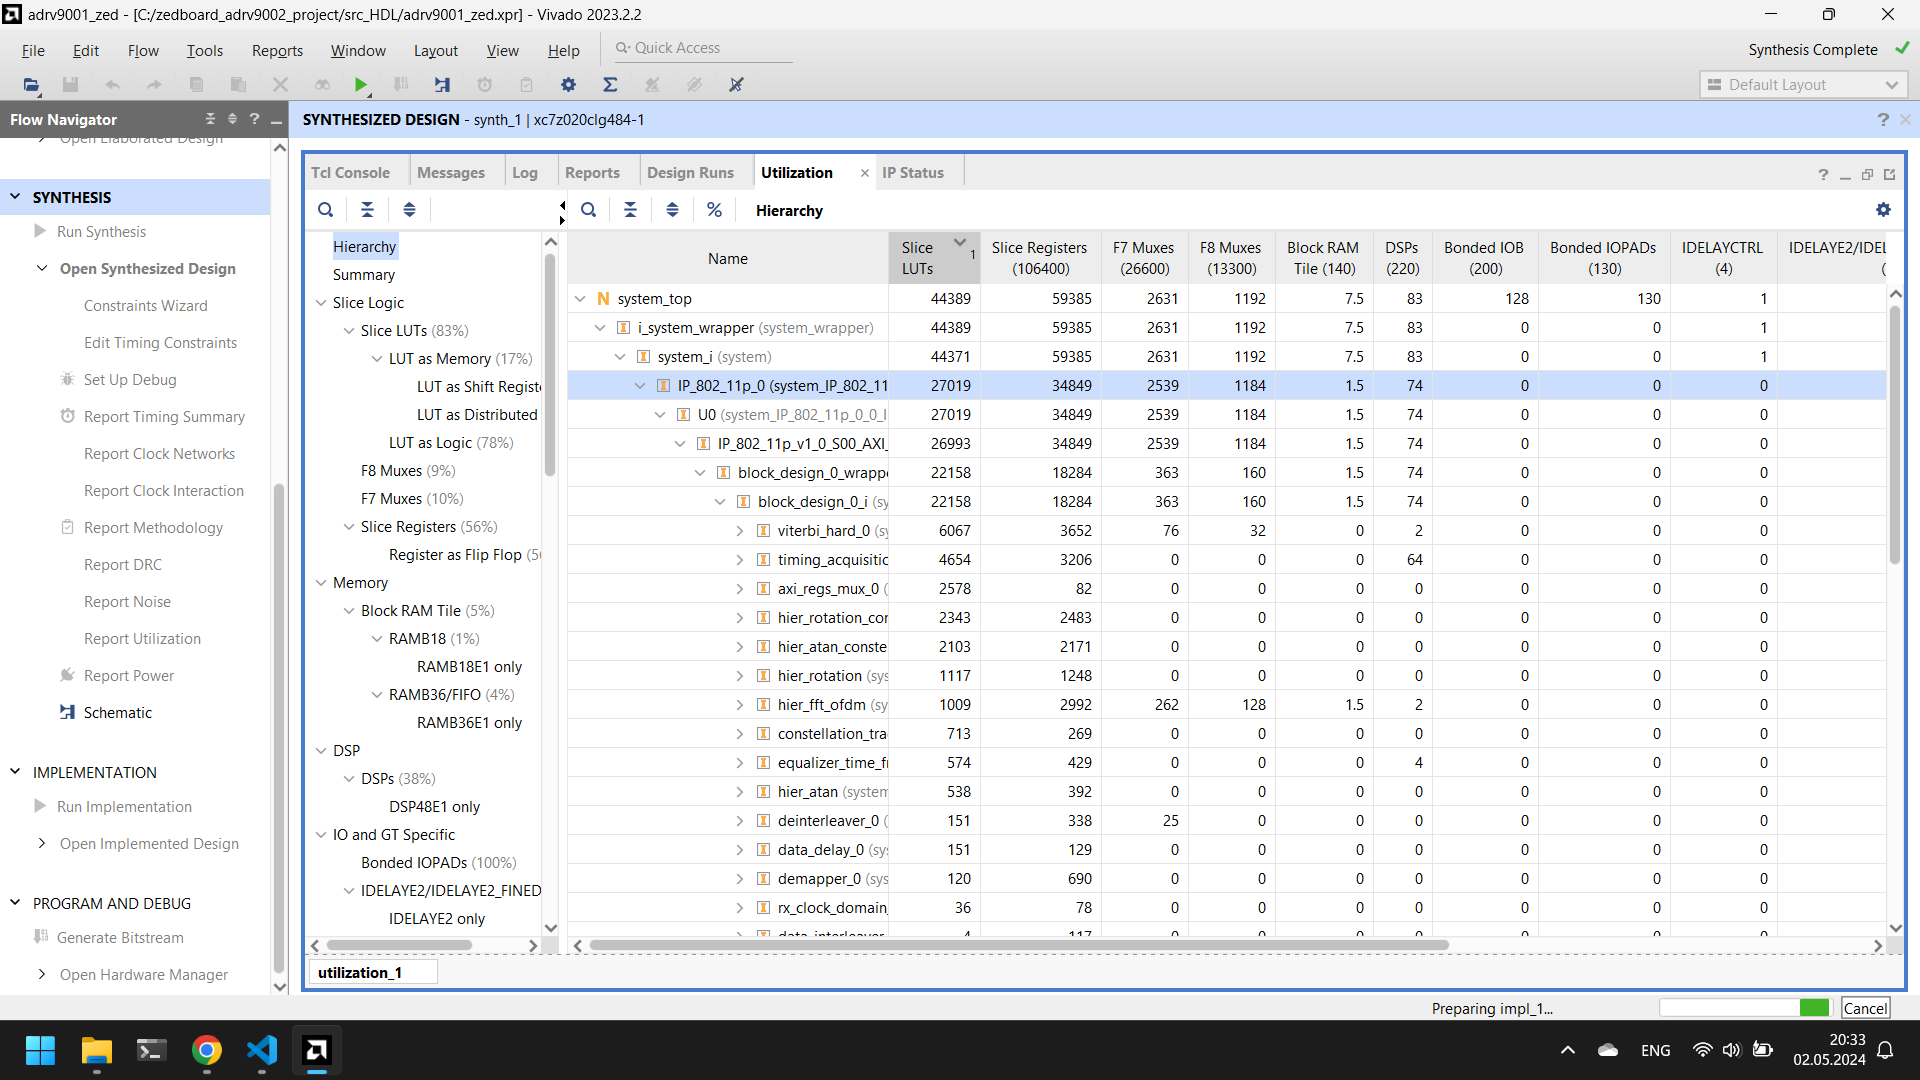 adrv9001_zed - [C:/zedboard_adrv9002_project/src_HDL/adrv9001_zed.xpr] - Vivado 2023.2.2
File Edit Flow Tools Reports Window Layout View Help Quick Access
Synthesis Complete
Default Layout
Flow Navigator
Open Elaborated Design
SYNTHESIS
Run Synthesis
Open Synthesized Design
Constraints Wizard
Edit Timing Constraints
Set Up Debug
Report Timing Summary
Report Clock Networks
Report Clock Interaction
Report Methodology
Report DRC
Report Noise
Report Utilization
Report Power
Schematic
IMPLEMENTATION
Run Implementation
Open Implemented Design
PROGRAM AND DEBUG
Generate Bitstream
Open Hardware Manager
SYNTHESIZED DESIGN - synth_1 | xc7z020clg484-1
Tcl Console Messages Log Reports Design Runs Utilization IP Status
Hierarchy
Summary
Slice Logic
Slice LUTs (83%)
LUT as Memory (17%)
LUT as Shift Registe
LUT as Distributed
LUT as Logic (78%)
F8 Muxes (9%)
F7 Muxes (10%)
Slice Registers (56%)
Register as Flip Flop (5
Memory
Block RAM Tile (5%)
RAMB18 (1%)
RAMB18E1 only
RAMB36/FIFO (4%)
RAMB36E1 only
DSP
DSPs (38%)
DSP48E1 only
IO and GT Specific
Bonded IOPADs (100%)
IDELAYE2/IDELAYE2_FINED
IDELAYE2 only
% Hierarchy
Name Slice LUTs 1 Slice Registers (106400) F7 Muxes (26600) F8 Muxes (13300) Block RAM Tile (140) DSPs (220) Bonded IOB (200) Bonded IOPADs (130) IDELAYCTRL (4) IDELAYE2/IDEL (
N system_top 44389 59385 2631 1192 7.5 83 128 130 1
i_system_wrapper (system_wrapper) 44389 59385 2631 1192 7.5 83 0 0 1
system_i (system) 44371 59385 2631 1192 7.5 83 0 0 1
IP_802_11p_0 (system_IP_802_11 27019 34849 2539 1184 1.5 74 0 0 0
U0 (system_IP_802_11p_0_0_I 27019 34849 2539 1184 1.5 74 0 0 0
IP_802_11p_v1_0_S00_AXI_ 26993 34849 2539 1184 1.5 74 0 0 0
block_design_0_wrappe 22158 18284 363 160 1.5 74 0 0 0
block_design_0_i (sy 22158 18284 363 160 1.5 74 0 0 0
viterbi_hard_0 (sy 6067 3652 76 32 0 2 0 0 0
timing_acquisitic 4654 3206 0 0 0 64 0 0 0
axi_regs_mux_0 ( 2578 82 0 0 0 0 0 0 0
hier_rotation_cor 2343 2483 0 0 0 0 0 0 0
hier_atan_conste 2103 2171 0 0 0 0 0 0 0
hier_rotation (sys 1117 1248 0 0 0 0 0 0 0
hier_fft_ofdm (sy 1009 2992 262 128 1.5 2 0 0 0
constellation_tra 713 269 0 0 0 0 0 0 0
equalizer_time_fr 574 429 0 0 0 4 0 0 0
hier_atan (system 538 392 0 0 0 0 0 0 0
deinterleaver_0 ( 151 338 25 0 0 0 0 0 0
data_delay_0 (sys 151 129 0 0 0 0 0 0 0
demapper_0 (sys 120 690 0 0 0 0 0 0 0
rx_clock_domain_ 36 78 0 0 0 0 0 0 0
data_interleaver 4 117 0 0 0 0 0 0 0
utilization_1
Preparing impl_1... Cancel
ENG
20:33
02.05.2024